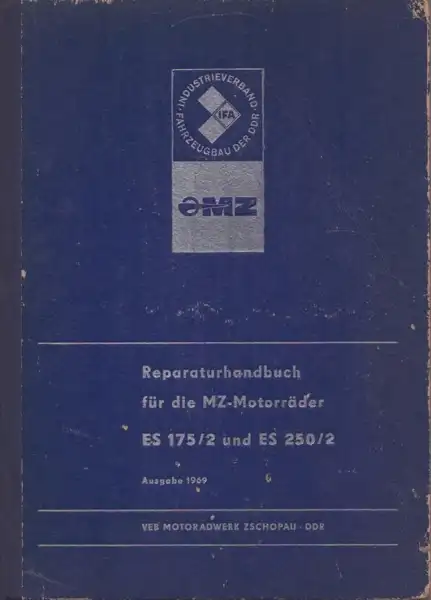 · INDUSTRIEVERBAND ·
FAHRZEUGBAU DER DDR
IFA
MZ
Reparaturhandbuch
für die MZ-Motorräder
ES 175/2 und ES 250/2
Ausgabe 1969
VEB MOTORADWERK ZSCHOPAU - DDR